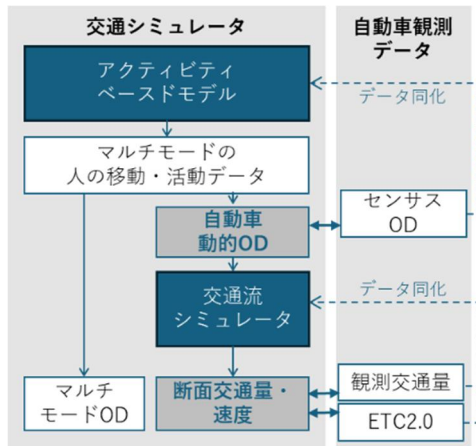 交通シミュレータ
自動車観測
データ
アクティビティ
ベースドモデル
データ同化
マルチモードの
人の移動・活動データ
センサス
OD
自動車
動的OD
データ同化
交通流
シミュレータ
マルチ
モードOD
断面交通量・
速度
観測交通量
ETC2.0